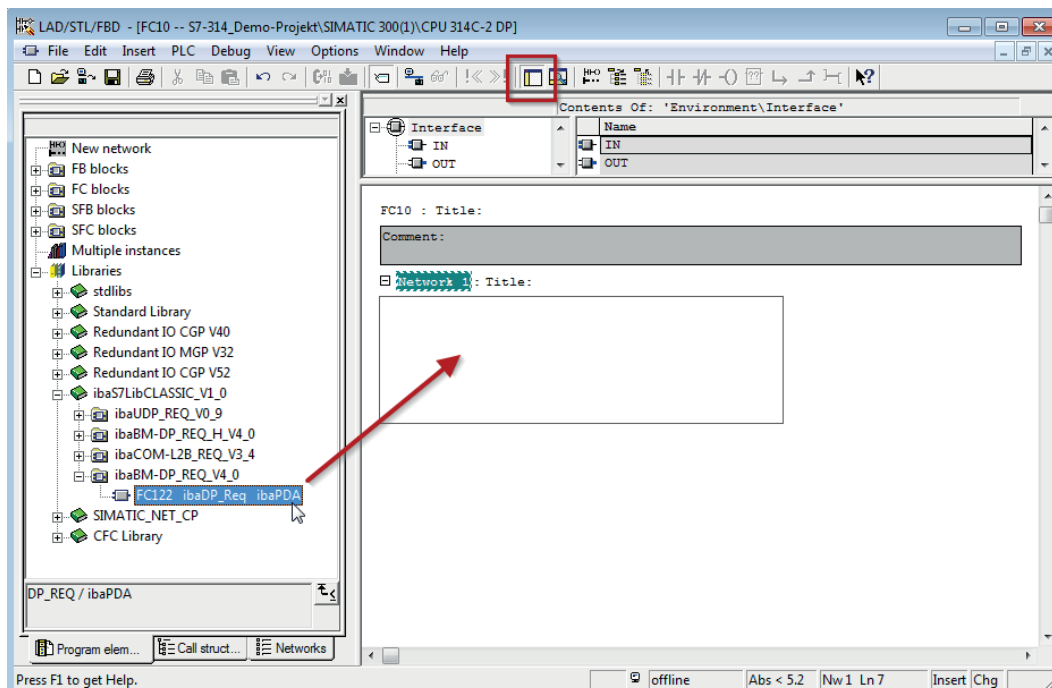 LAD/STL/FBD - [FC10 -- S7-314_Demo-Projekt\SIMATIC 300(1)\CPU 314C-2 DP]
File Edit Insert PLC Debug View Options Window Help
Contents Of: 'Environment\Interface'
Interface
IN
OUT
Name
IN
OUT
New network
FB blocks
FC blocks
SFB blocks
SFC blocks
Multiple instances
Libraries
stdlibs
Standard Library
Redundant IO CGP V40
Redundant IO MGP V32
Redundant IO CGP V52
ibaS7LibCLASSIC_V1_0
ibaUDP_REQ_V0_9
ibaBM-DP_REQ_H_V4_0
ibaCOM-L2B_REQ_V3_4
ibaBM-DP_REQ_V4_0
FC122 ibaDP_Req ibaPDA
SIMATIC_NET_CP
CFC Library
DP_REQ / ibaPDA
Program elem... Call struct... Networks
FC10 : Title:
Comment:
Network 1: Title:
Press F1 to get Help.
offline Abs < 5.2 Nw 1 Ln 7 Insert Chg